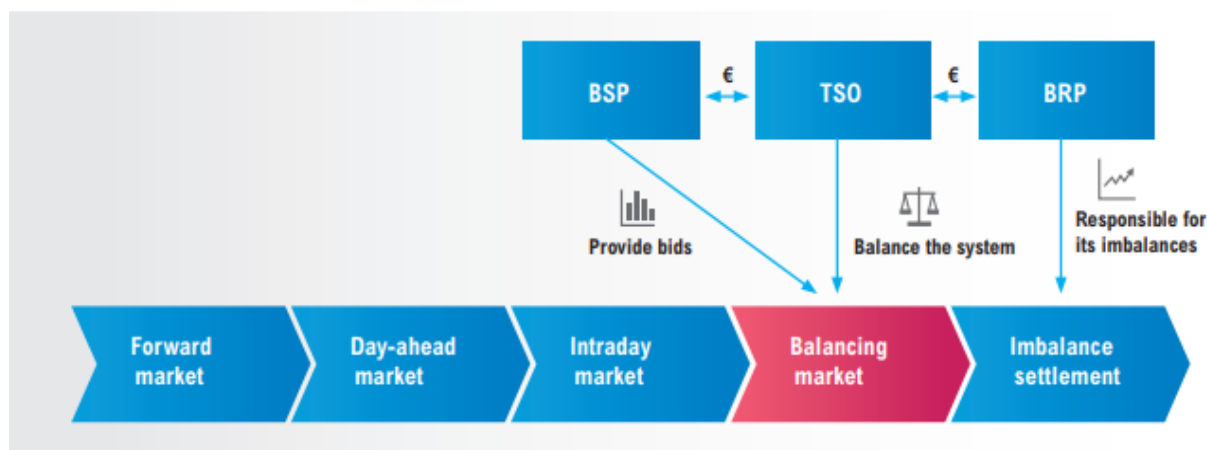 BSP
€
TSO
€
BRP
Provide bids
Balance the system
Responsible for
its imbalances
Forward
market
Day-ahead
market
Intraday
market
Balancing
market
Imbalance
settlement